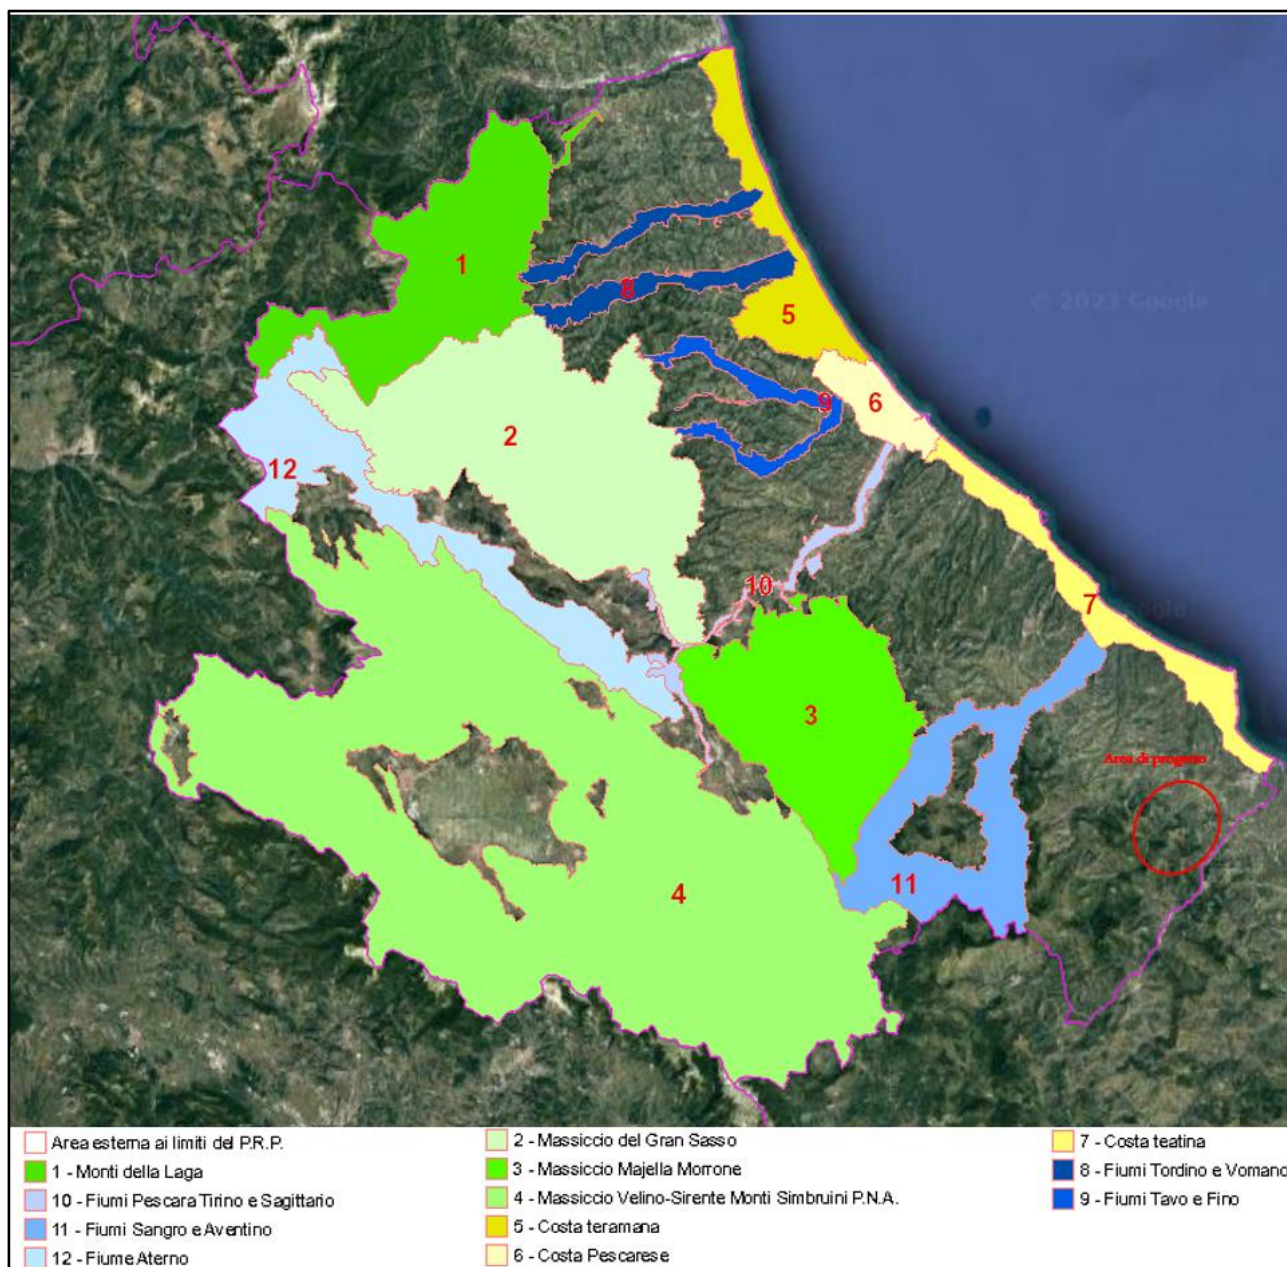 1
8
5
© 2023 Google
2
9
6
12
10
7
3
Area di progetto
11
4
Area esterna ai limiti del P.R.P.
1 - Monti della Laga
10 - Fiumi Pescara Tirino e Sagittario
11 - Fiumi Sangro e Aventino
12 - Fiume Aterno
2 - Massiccio del Gran Sasso
3 - Massiccio Majella Morrone
4 - Massiccio Velino-Sirente Monti Simbruini P.N.A.
5 - Costa teramana
6 - Costa Pescarese
7 - Costa teatina
8 - Fiumi Tordino e Vomano
9 - Fiumi Tavo e Fino